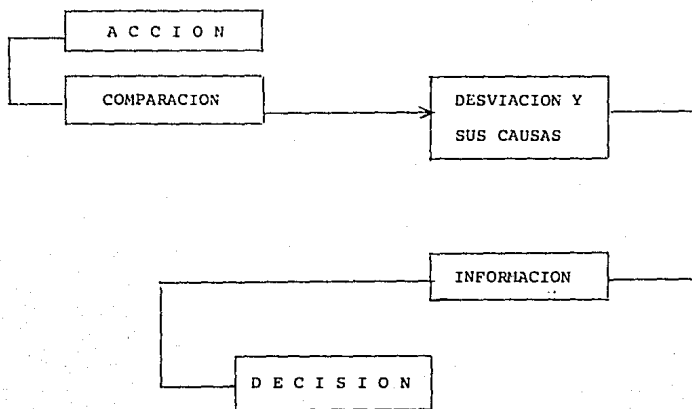 A C C I O N
COMPARACION
DESVIACION Y
SUS CAUSAS
INFORMACION
D E C I S I O N